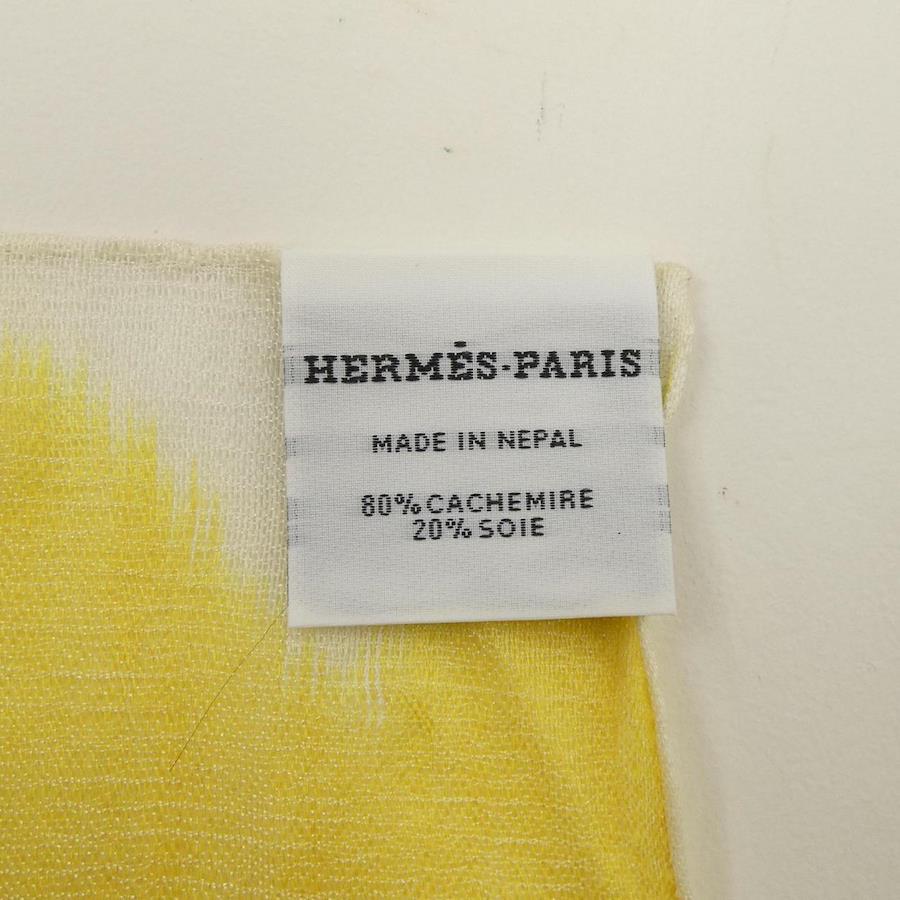 HERMÈS-PARIS
MADE IN NEPAL
80% CACHEMIRE
20% SOIE